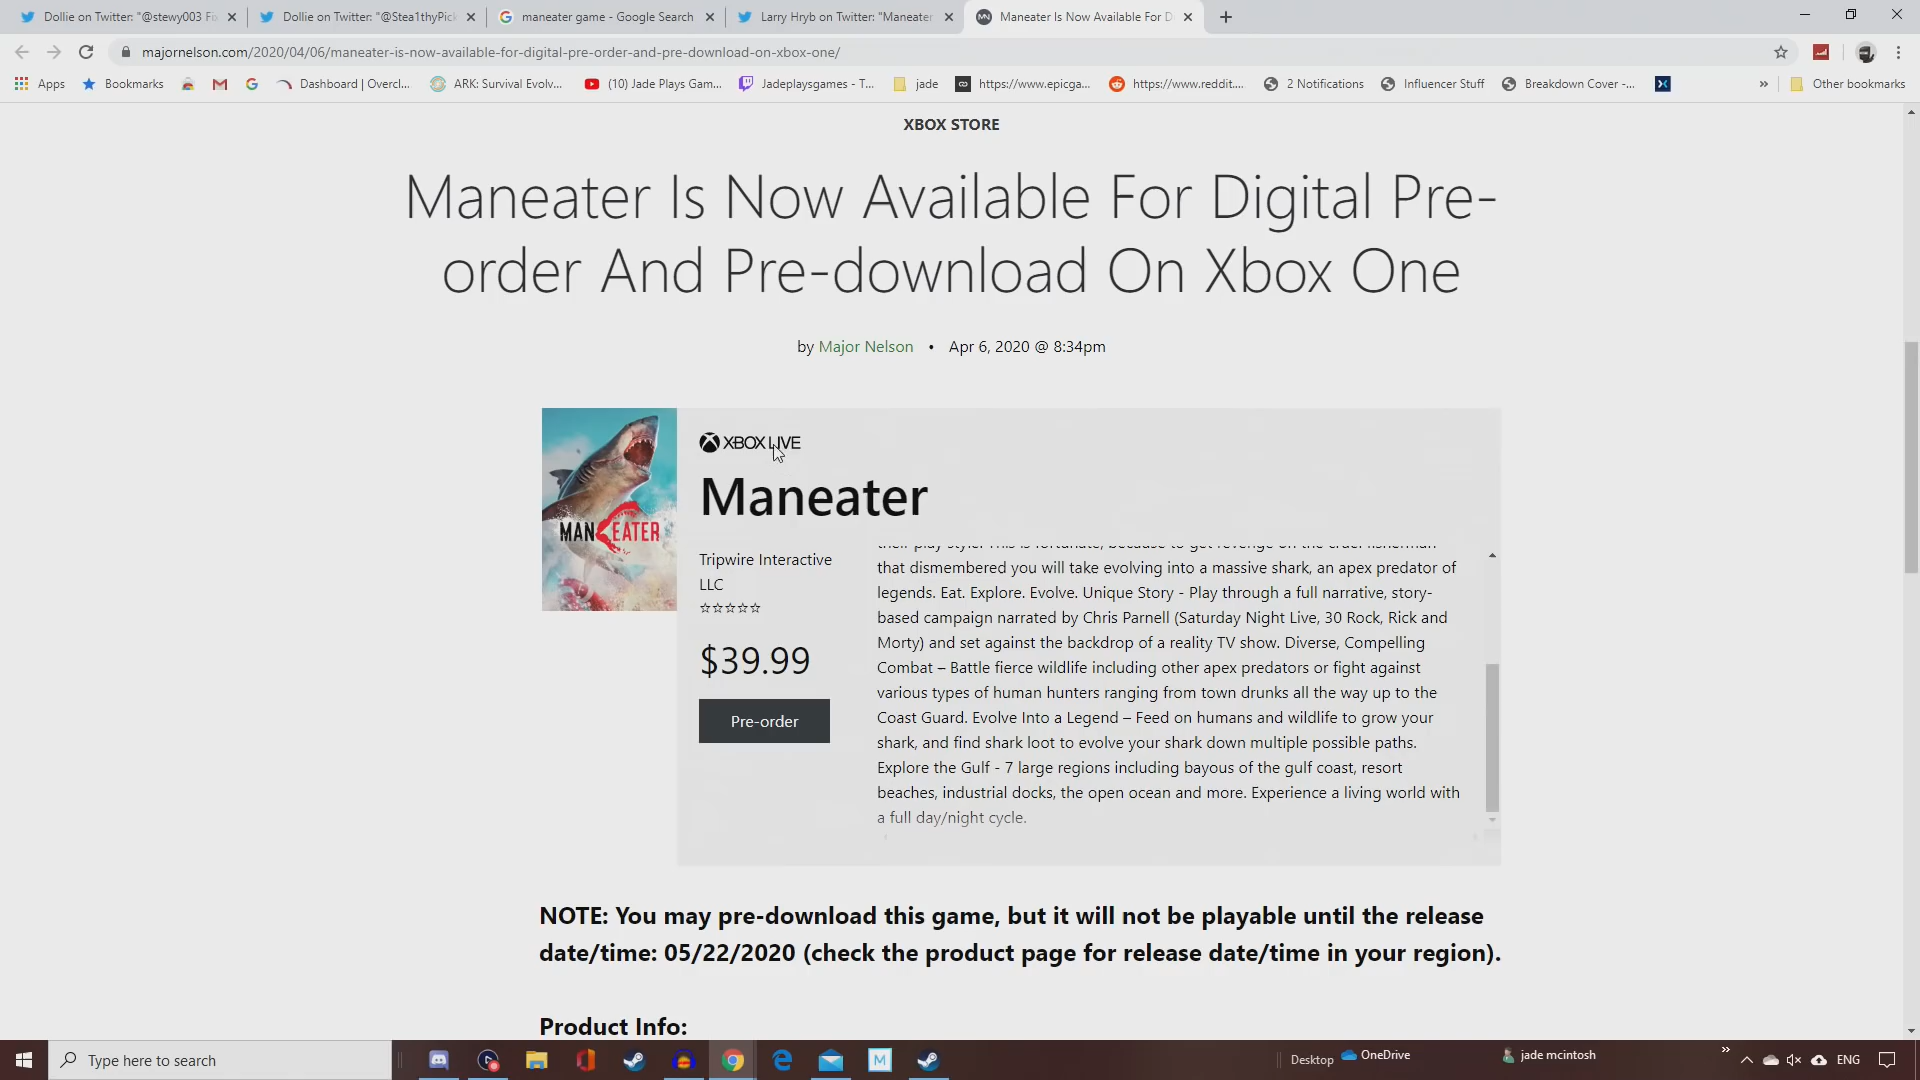 Dollie on Twitter: "@stewy003 Fo
Dollie on Twitter: "@Stea1thyPick
maneater game - Google Search
Larry Hryb on Twitter: "Maneater
Maneater Is Now Available For D
majornelson.com/2020/04/06/maneater-is-now-available-for-digital-pre-order-and-pre-download-on-xbox-one/
Apps
Bookmarks
Dashboard | Overcl...
ARK: Survival Evolv...
(10) Jade Plays Gam...
Jadeplaysgames - T...
jade
https://www.epicga...
https://www.reddit....
2 Notifications
Influencer Stuff
Breakdown Cover -...
»
Other bookmarks
XBOX STORE
Maneater Is Now Available For Digital Pre-
order And Pre-download On Xbox One
by Major Nelson • Apr 6, 2020 @ 8:34pm
MANEATER
XBOX LIVE
Maneater
Tripwire Interactive
LLC
☆☆☆☆☆
$39.99
Pre-order
their play style. This is fortunate, because to get revenge on the cruel fisherman
that dismembered you will take evolving into a massive shark, an apex predator of
legends. Eat. Explore. Evolve. Unique Story - Play through a full narrative, story-
based campaign narrated by Chris Parnell (Saturday Night Live, 30 Rock, Rick and
Morty) and set against the backdrop of a reality TV show. Diverse, Compelling
Combat – Battle fierce wildlife including other apex predators or fight against
various types of human hunters ranging from town drunks all the way up to the
Coast Guard. Evolve Into a Legend – Feed on humans and wildlife to grow your
shark, and find shark loot to evolve your shark down multiple possible paths.
Explore the Gulf - 7 large regions including bayous of the gulf coast, resort
beaches, industrial docks, the open ocean and more. Experience a living world with
a full day/night cycle.
NOTE: You may pre-download this game, but it will not be playable until the release
date/time: 05/22/2020 (check the product page for release date/time in your region).
Product Info:
Type here to search
Desktop
OneDrive
jade mcintosh
»
ENG